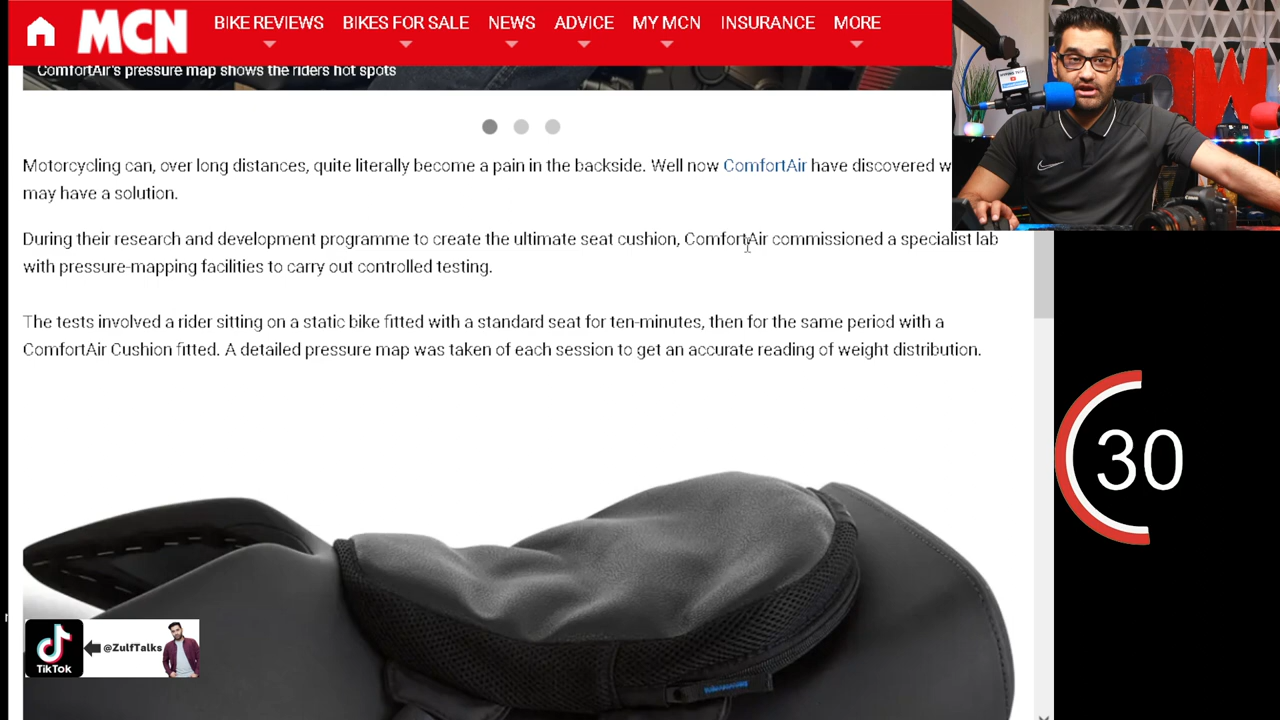 MCN
BIKE REVIEWS BIKES FOR SALE NEWS ADVICE MY MCN INSURANCE MORE
ComfortAir's pressure map shows the riders hot spots
Motorcycling can, over long distances, quite literally become a pain in the backside. Well now ComfortAir have discovered
may have a solution.
During their research and development programme to create the ultimate seat cushion, ComfortAir commissioned a specialist lab
with pressure-mapping facilities to carry out controlled testing.
The tests involved a rider sitting on a static bike fitted with a standard seat for ten-minutes, then for the same period with a
ComfortAir Cushion fitted. A detailed pressure map was taken of each session to get an accurate reading of weight distribution.
30
@ZulfTalks
TikTok
Canon